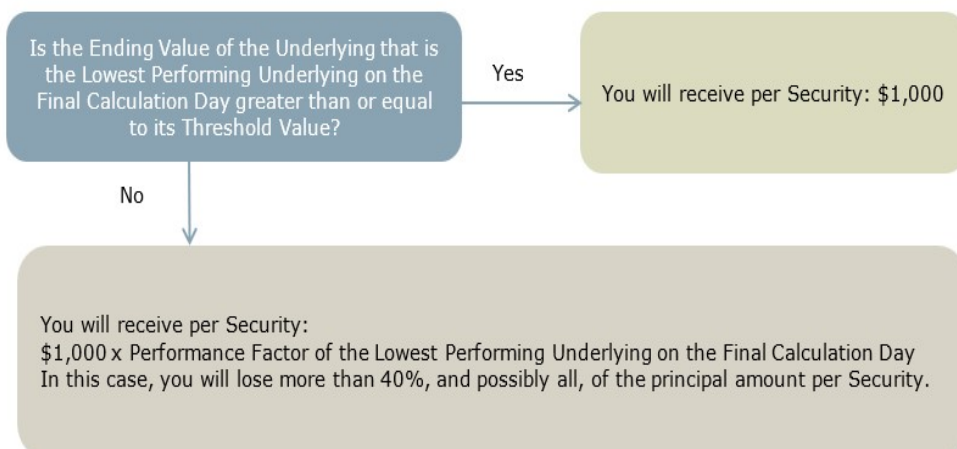 Is the Ending Value of the Underlying that is
the Lowest Performing Underlying on the
Final Calculation Day greater than or equal
to its Threshold Value?
Yes
You will receive per Security: $1,000
No
You will receive per Security:
$1,000 x Performance Factor of the Lowest Performing Underlying on the Final Calculation Day
In this case, you will lose more than 40%, and possibly all, of the principal amount per Security.